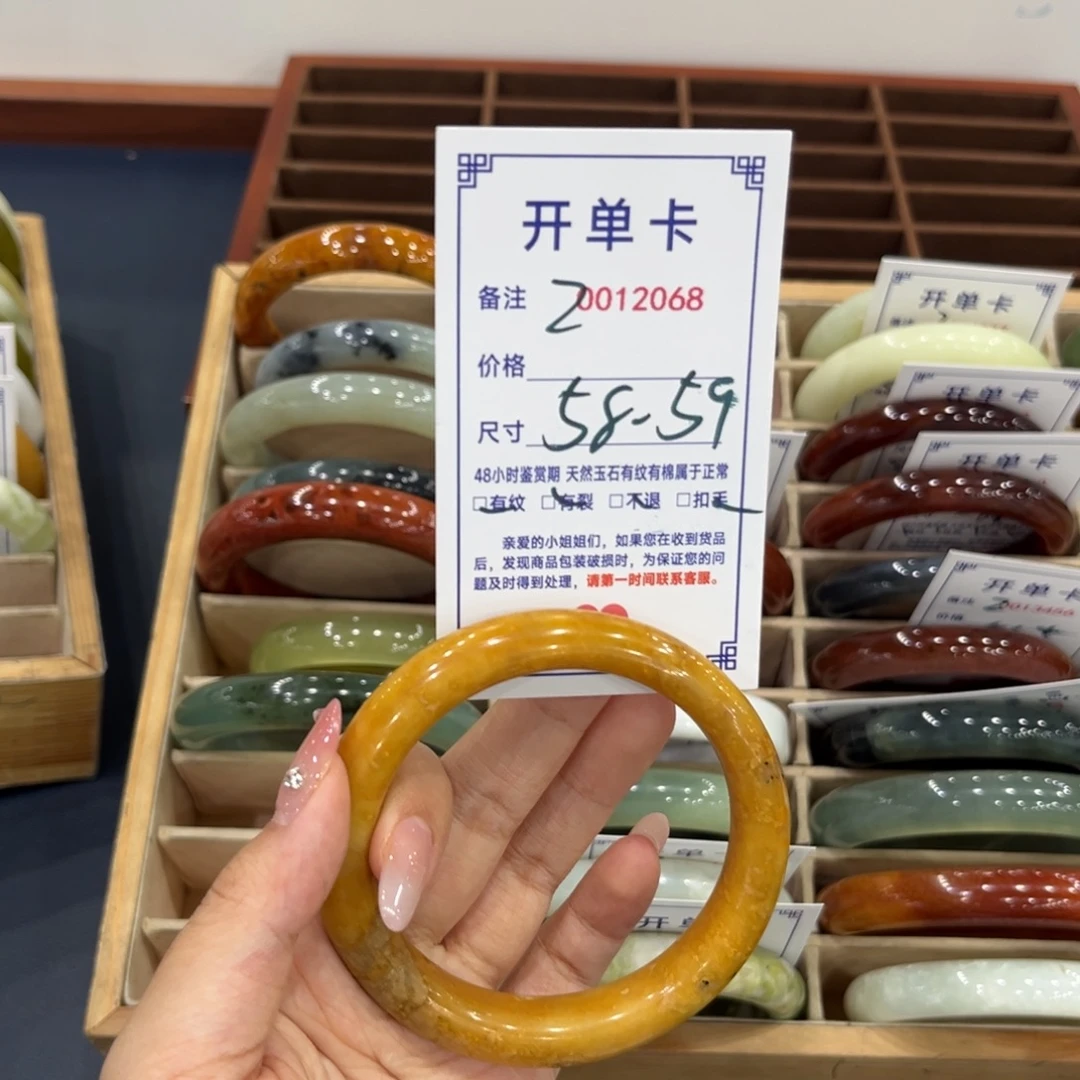 开单卡
备注 Z0012068
价格
尺寸 58-59
48小时鉴赏期 天然玉石有纹有棉属于正常
□有纹 □有裂 □不退 □扣手
亲爱的小姐姐们，如果您在收到货品
后，发现商品包装破损时，为保证您的问
题及时得到处理，请第一时间联系客服。
开单卡
开单卡
开单卡
开单卡
备注